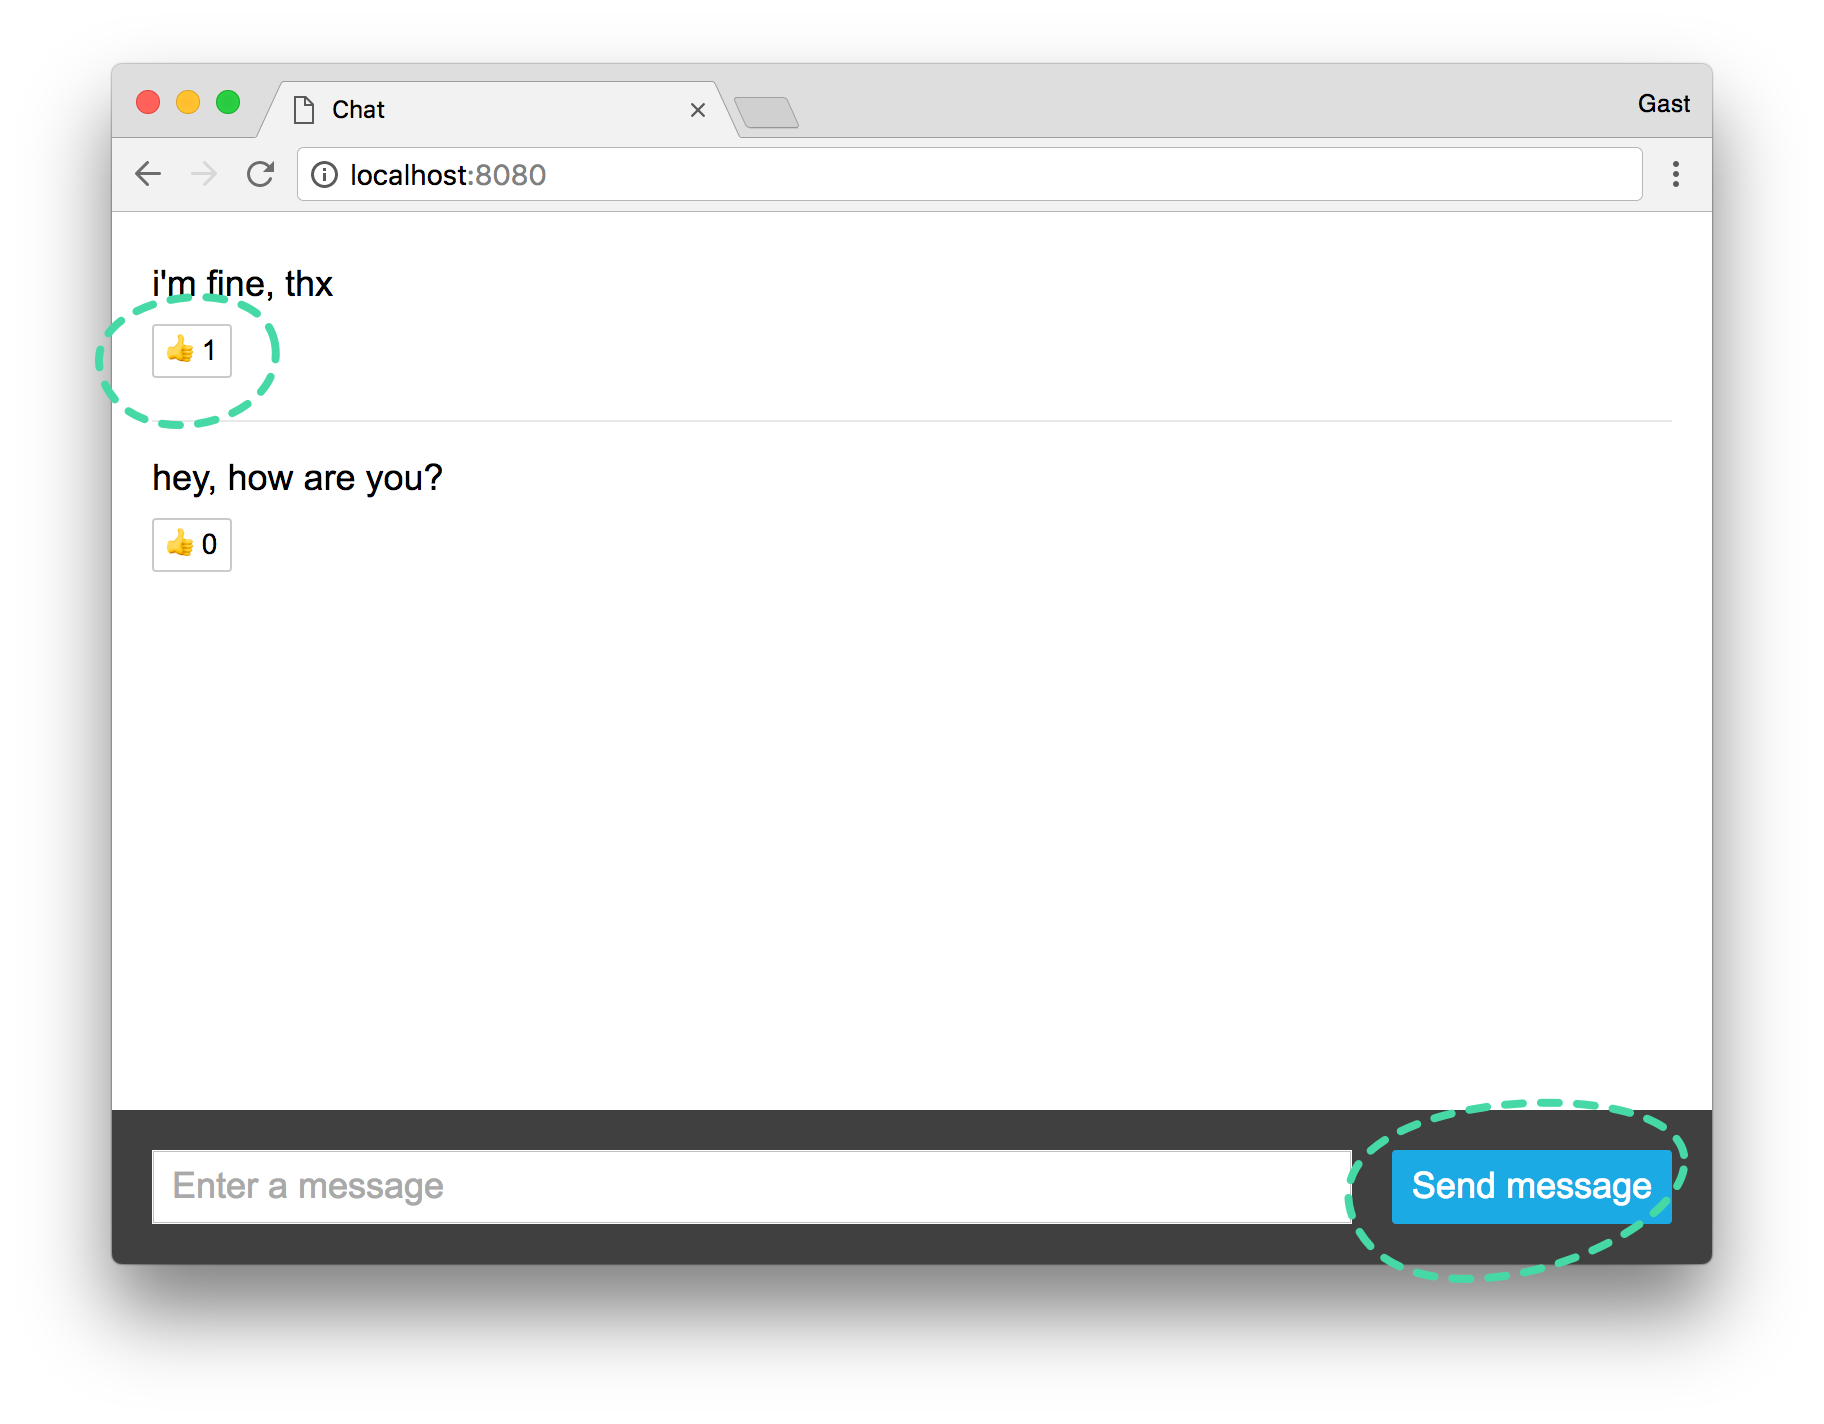 Chat
Gast
localhost:8080
i'm fine, thx
👍 1
hey, how are you?
👍 0
Enter a message
Send message